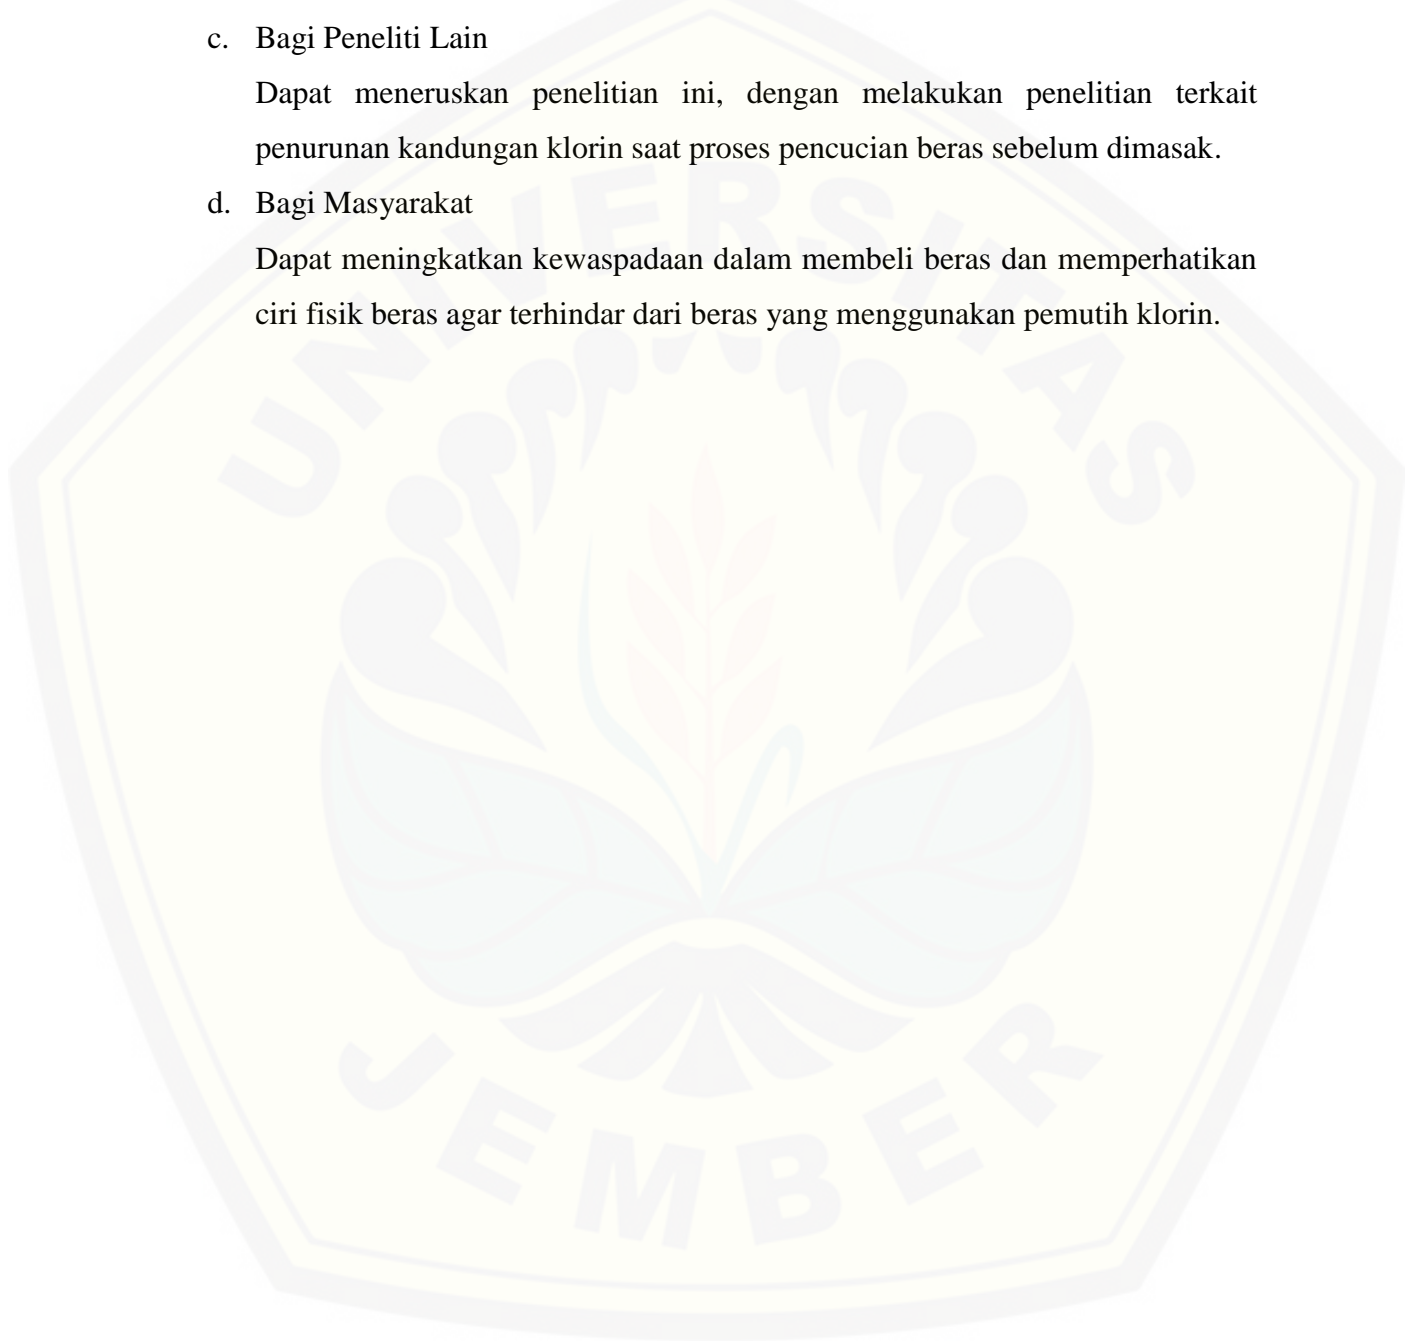 c. Bagi Peneliti Lain
Dapat meneruskan penelitian ini, dengan melakukan penelitian terkait
penurunan kandungan klorin saat proses pencucian beras sebelum dimasak.
d. Bagi Masyarakat
Dapat meningkatkan kewaspadaan dalam membeli beras dan memperhatikan
ciri fisik beras agar terhindar dari beras yang menggunakan pemutih klorin.
UNIVERSITAS
JEMBER